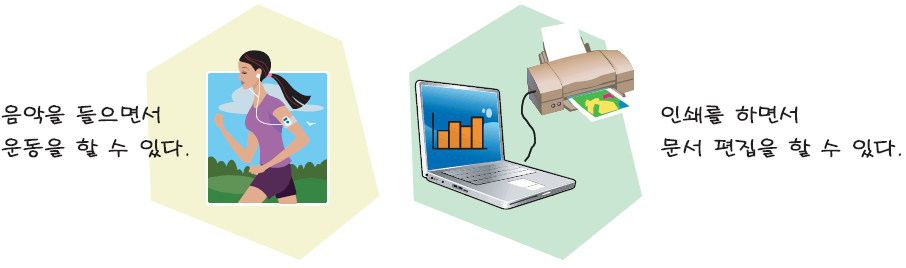 음악을 들으면서
운동을 할 수 있다.
인쇄를 하면서
문서 편집을 할 수 있다.